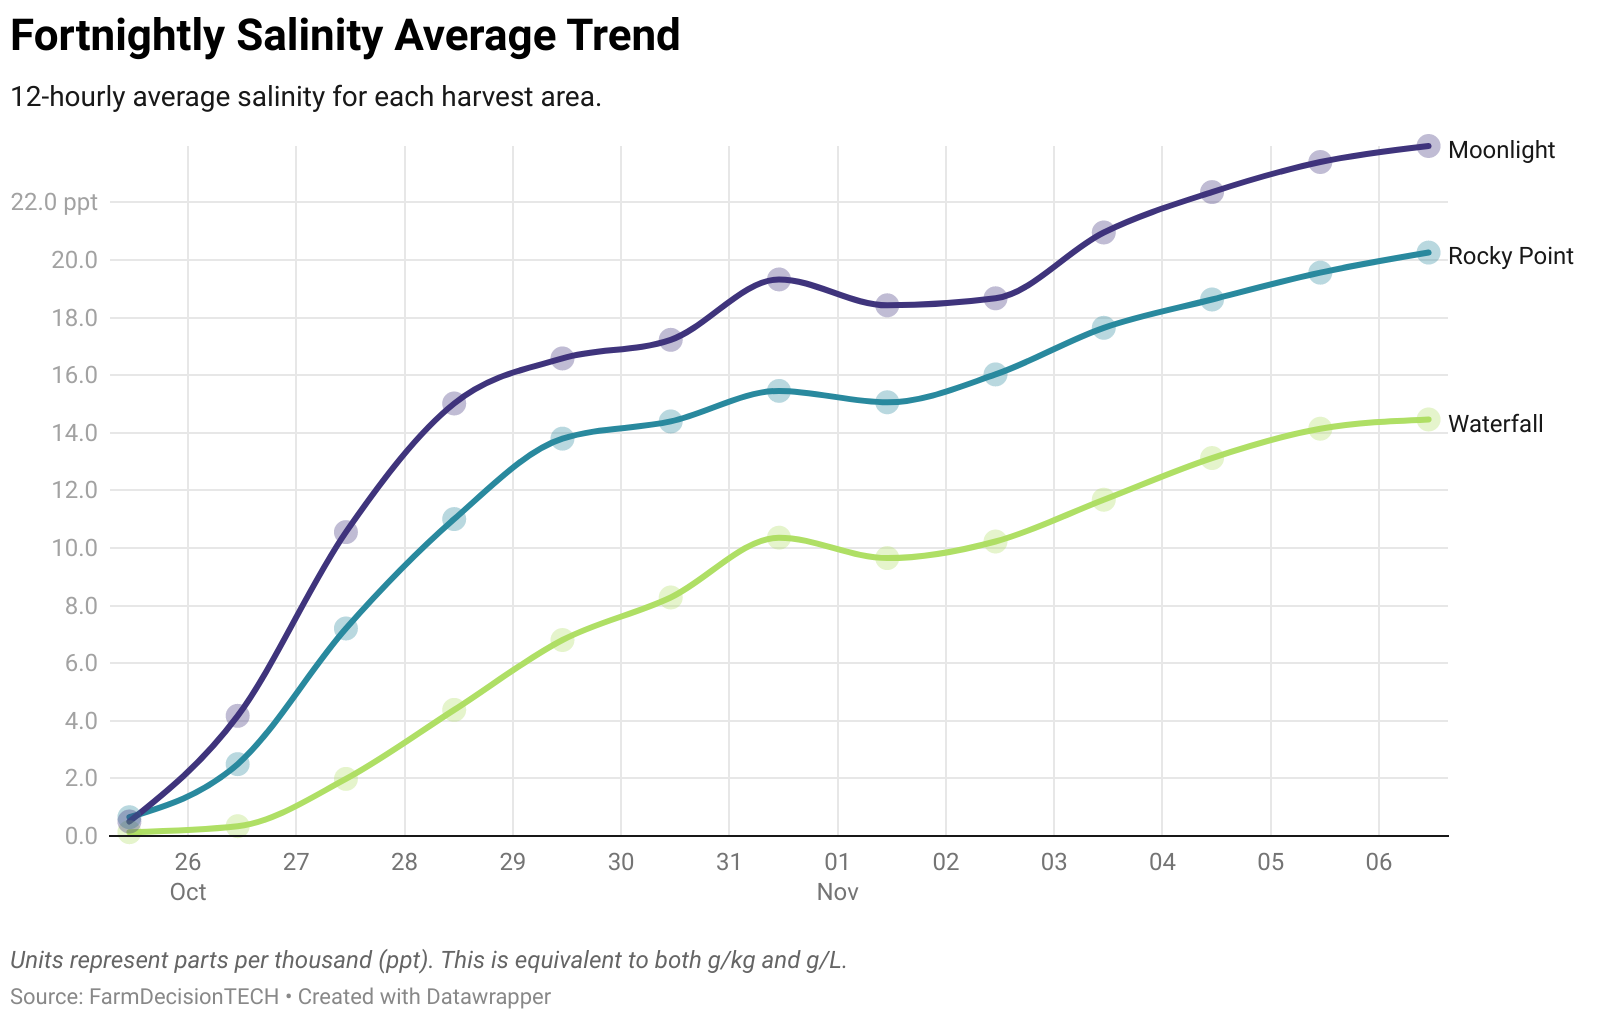 Fortnightly Salinity Average Trend
12-hourly average salinity for each harvest area.
Moonlight
22.0 ppt
20.0
Rocky Point
18.0
16.0
14.0
Waterfall
12.0
10.0
8.0
6.0
4.0
2.0
0.0
26 27 28 29 30 31 01 02 03 04 05 06
Oct Nov
Units represent parts per thousand (ppt). This is equivalent to both g/kg and g/L.
Source: FarmDecisionTECH • Created with Datawrapper